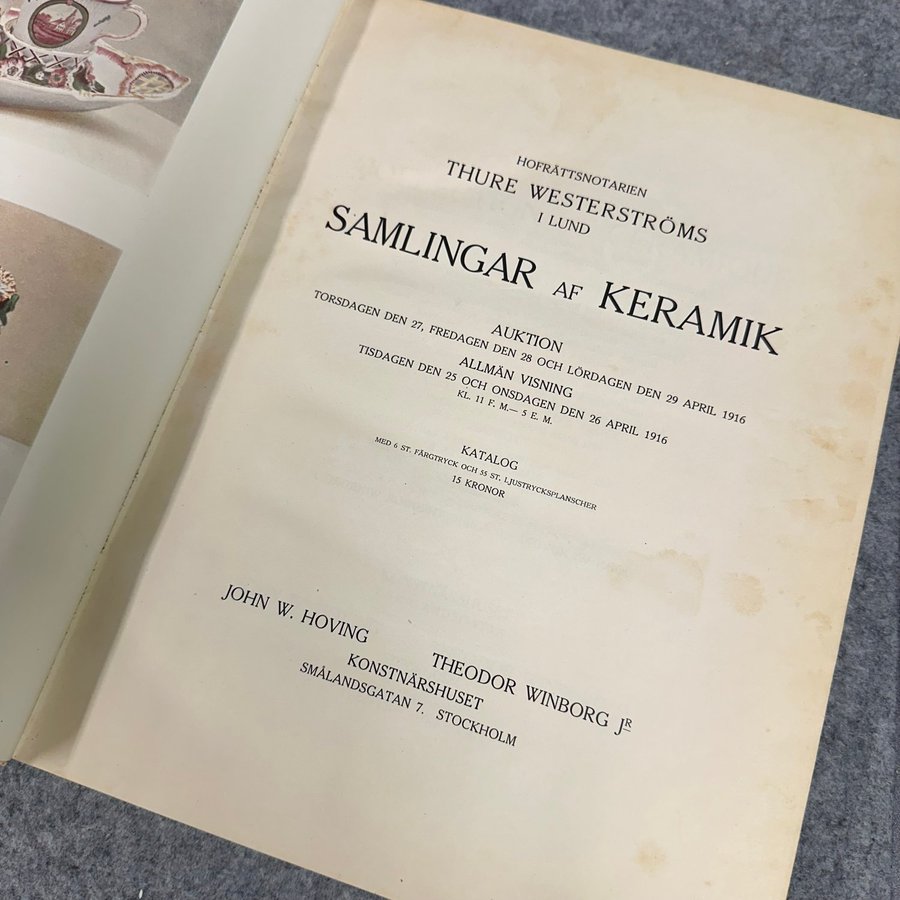 HOFRÄTTSNOTARIEN
THURE WESTERSTRÖMS
I LUND
SAMLINGAR AF KERAMIK
AUKTION
TORSDAGEN DEN 27, FREDAGEN DEN 28 OCH LÖRDAGEN DEN 29 APRIL 1916
ALLMÄN VISNING
TISDAGEN DEN 25 OCH ONSDAGEN DEN 26 APRIL 1916
KL. 11 F. M.— 5 E. M.
KATALOG
MED 6 ST. FÄRGTRYCK OCH 55 ST. LJUSTRYCKSPLANSCHER
15 KRONOR
JOHN W. HOVING THEODOR WINBORG JR
KONSTNÄRSHUSET
SMÅLANDSGATAN 7. STOCKHOLM